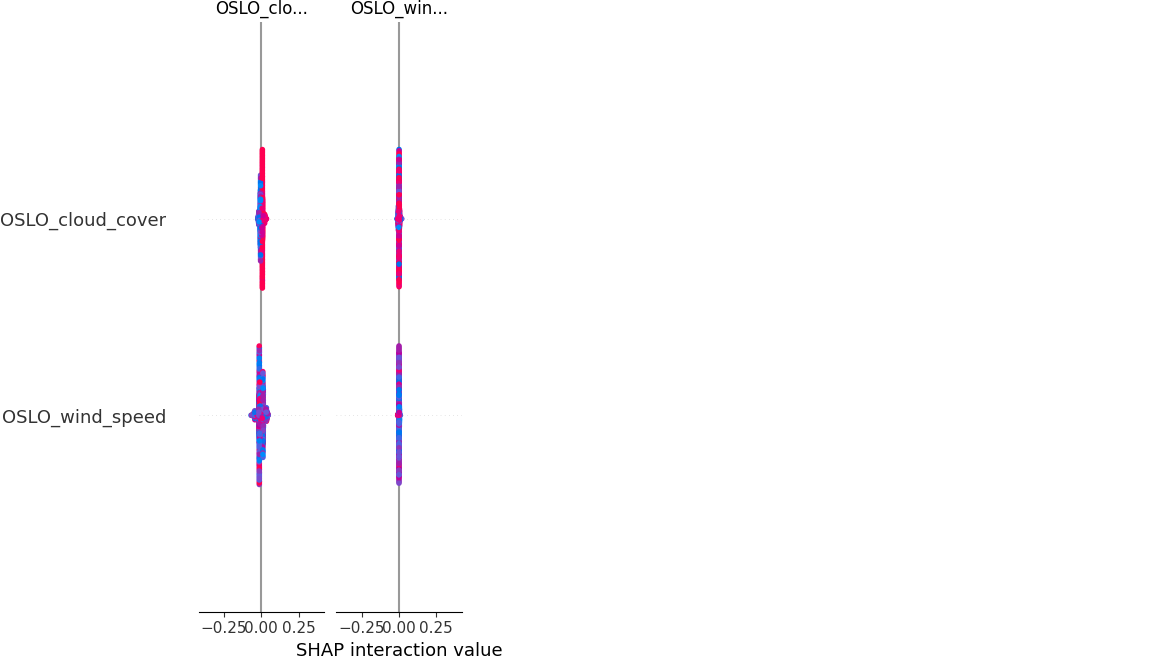 OSLO_clo... OSLO_win...
OSLO_cloud_cover
OSLO_wind_speed
−0.25 0.00 0.25 −0.25 0.00 0.25
SHAP interaction value